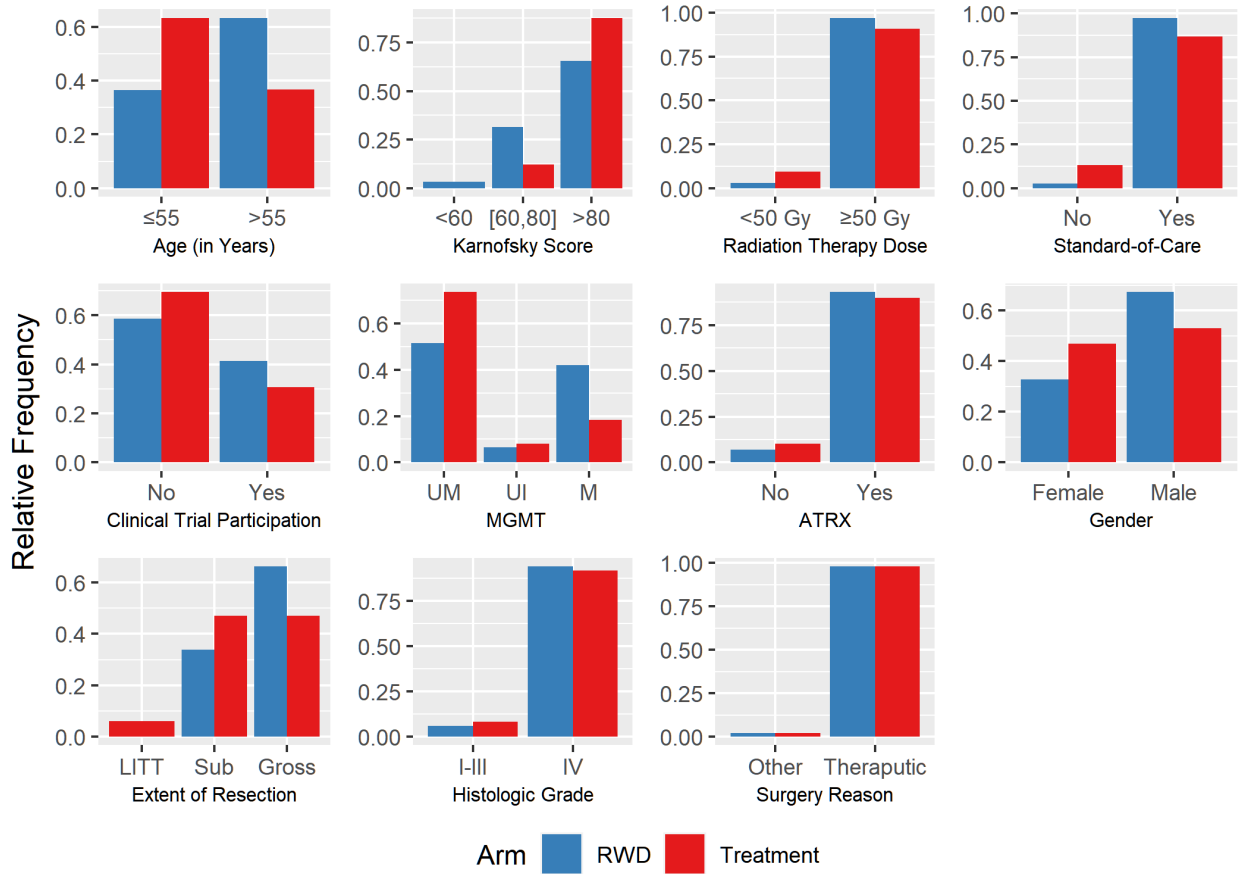 Relative Frequency
0.6
0.4
0.2
0.0
≤55 >55
Age (in Years)
0.75
0.50
0.25
0.00
<60 [60,80] >80
Karnofsky Score
1.00
0.75
0.50
0.25
0.00
<50 Gy ≥50 Gy
Radiation Therapy Dose
1.00
0.75
0.50
0.25
0.00
No Yes
Standard-of-Care
0.6
0.4
0.2
0.0
No Yes
Clinical Trial Participation
0.6
0.4
0.2
0.0
UM UI M
MGMT
0.75
0.50
0.25
0.00
No Yes
ATRX
0.6
0.4
0.2
0.0
Female Male
Gender
0.6
0.4
0.2
0.0
LITT Sub Gross
Extent of Resection
0.75
0.50
0.25
0.00
I-III IV
Histologic Grade
1.00
0.75
0.50
0.25
0.00
Other Theraputic
Surgery Reason
Arm RWD Treatment